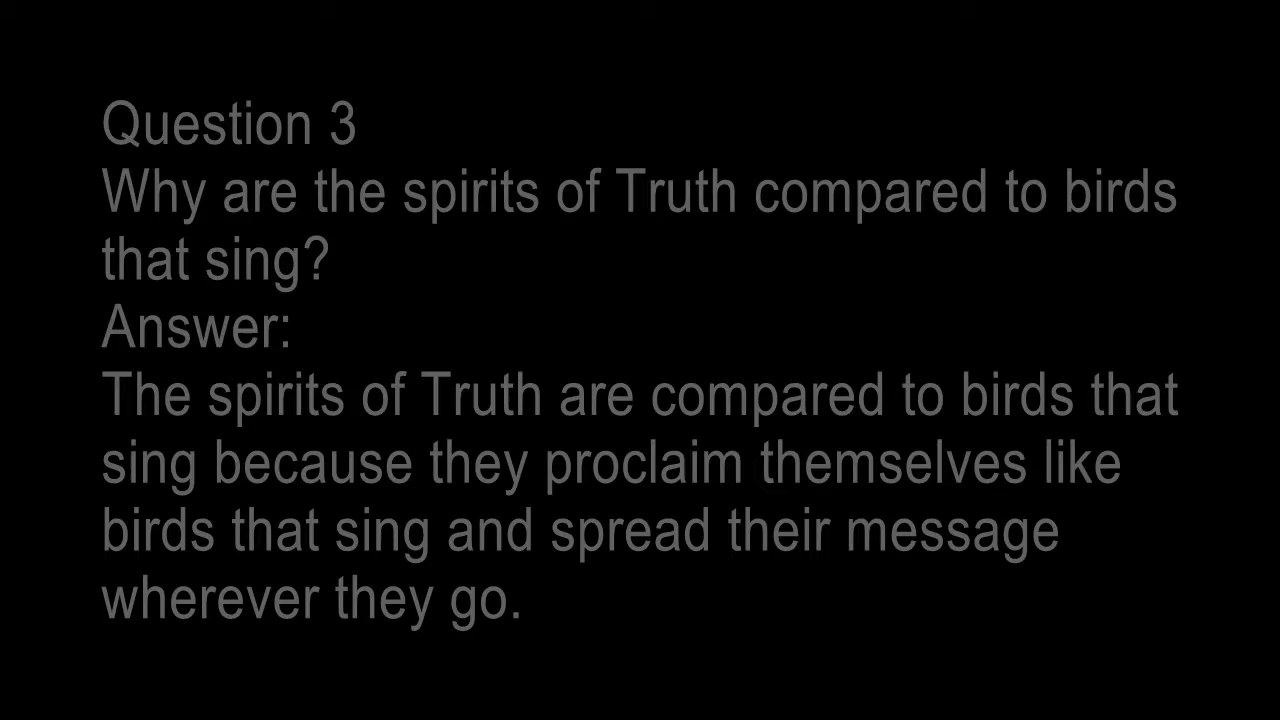 Question 3
Why are the spirits of Truth compared to birds
that sing?
Answer:
The spirits of Truth are compared to birds that
sing because they proclaim themselves like
birds that sing and spread their message
wherever they go.